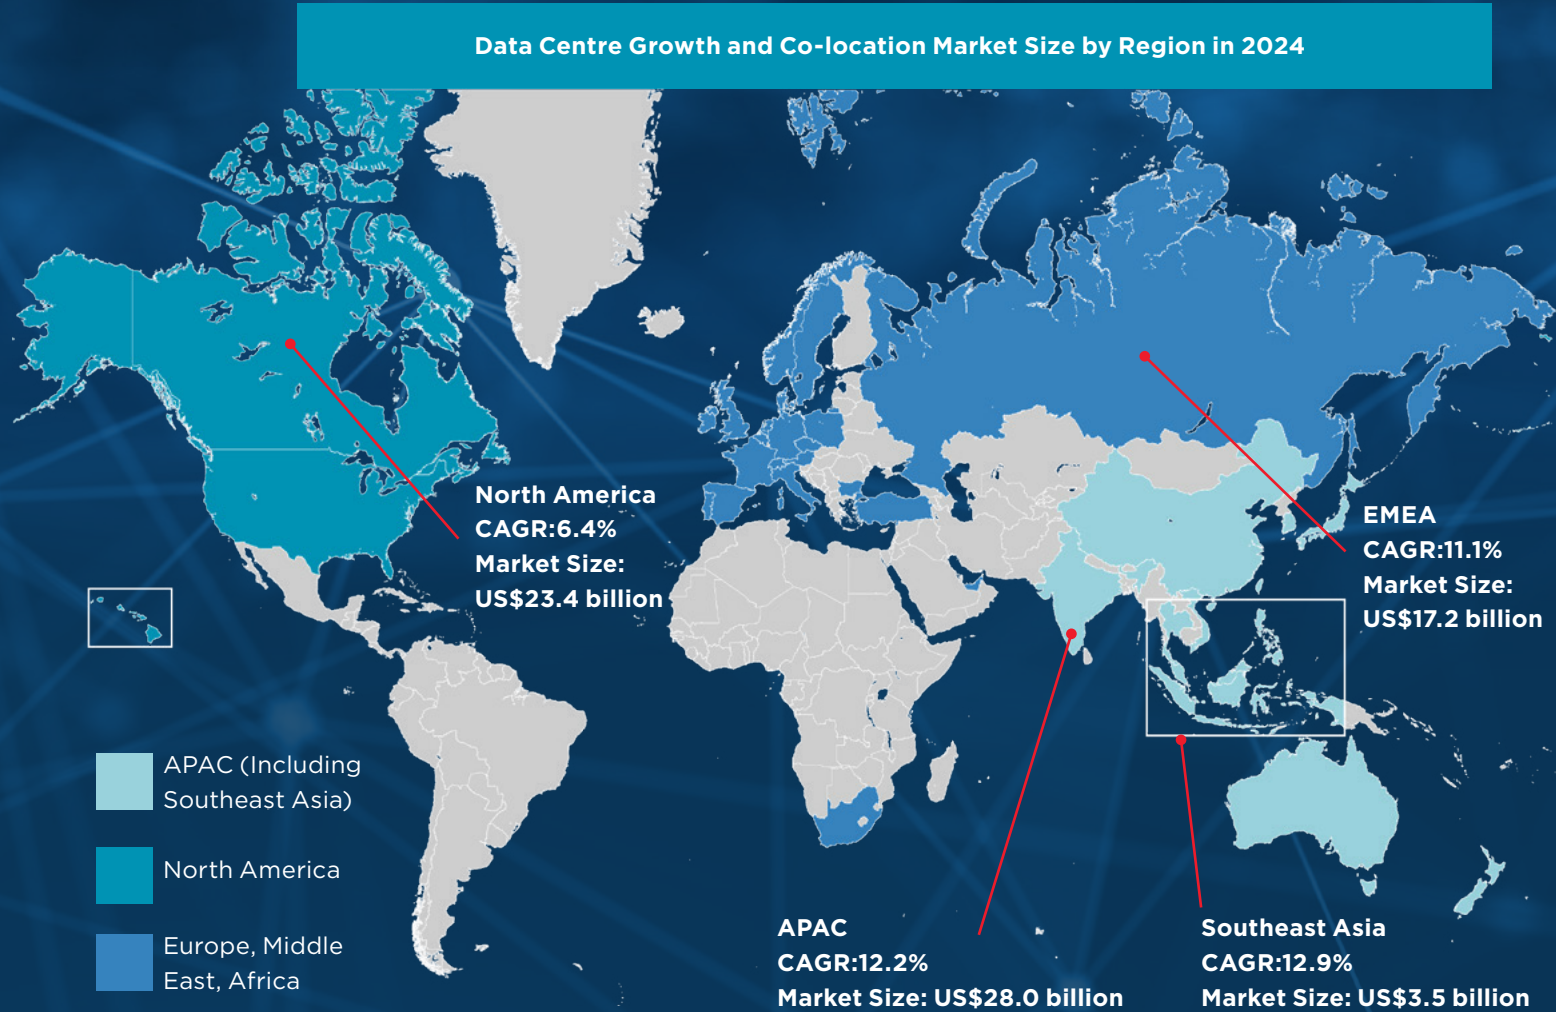 Data Centre Growth and Co-location Market Size by Region in 2024
North America
CAGR:6.4%
Market Size:
US$23.4 billion
EMEA
CAGR:11.1%
Market Size:
US$17.2 billion
APAC (Including
Southeast Asia)
North America
Europe, Middle
East, Africa
APAC
CAGR:12.2%
Market Size: US$28.0 billion
Southeast Asia
CAGR:12.9%
Market Size: US$3.5 billion